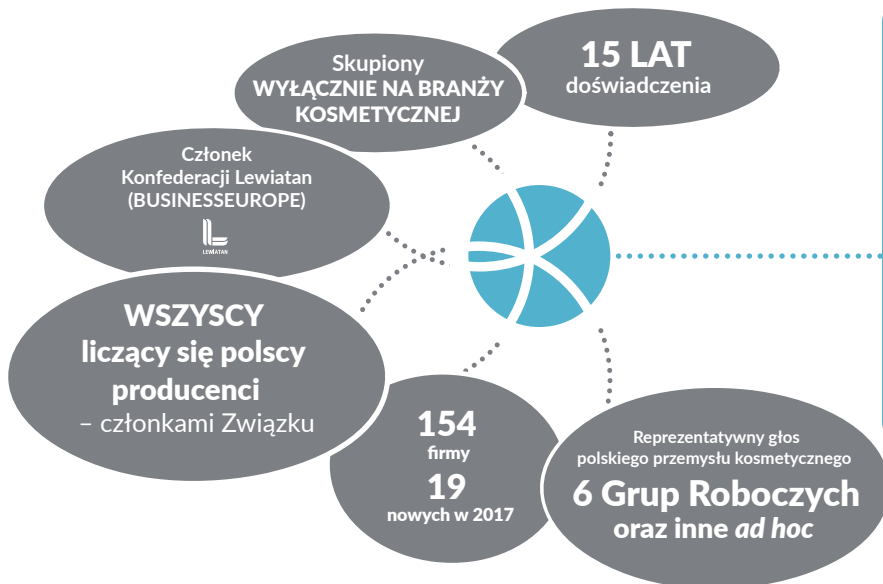 15 LAT
doświadczenia
Skupiony
WYŁĄCZNIE NA BRANŻY
KOSMETYCZNEJ
Członek
Konfederacji Lewiatan
(BUSINESSEUROPE)
LEWIATAN
WSZYSCY
liczący się polscy
producenci
– członkami Związku
154
firmy
19
nowych w 2017
Reprezentatywny głos
polskiego przemysłu kosmetycznego
6 Grup Roboczych
oraz inne ad hoc